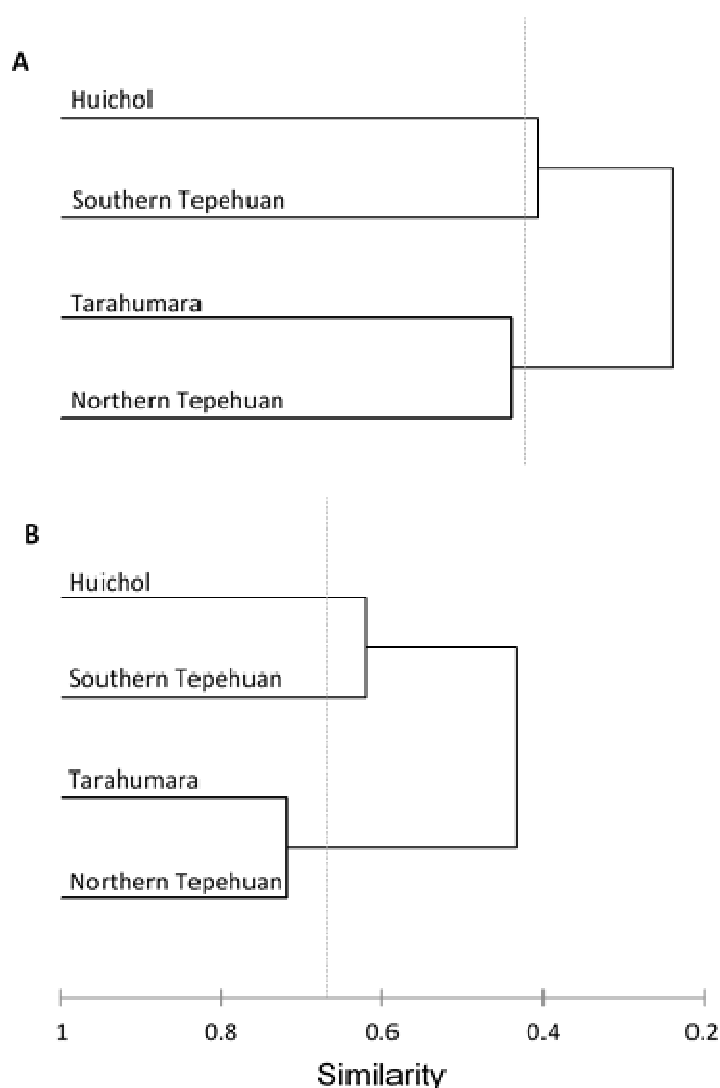 A
Huichol
Southern Tepehuan
Tarahumara
Northern Tepehuan
B
Huichol
Southern Tepehuan
Tarahumara
Northern Tepehuan
1 0.8 0.6 0.4 0.2
Similarity